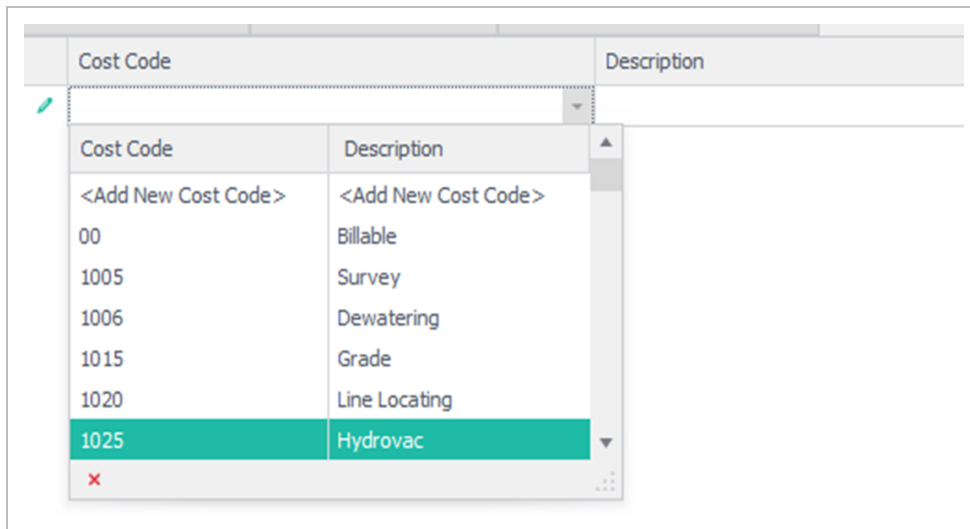 Cost Code Description
Cost Code Description
<Add New Cost Code> <Add New Cost Code>
00 Billable
1005 Survey
1006 Dewatering
1015 Grade
1020 Line Locating
1025 Hydrovac